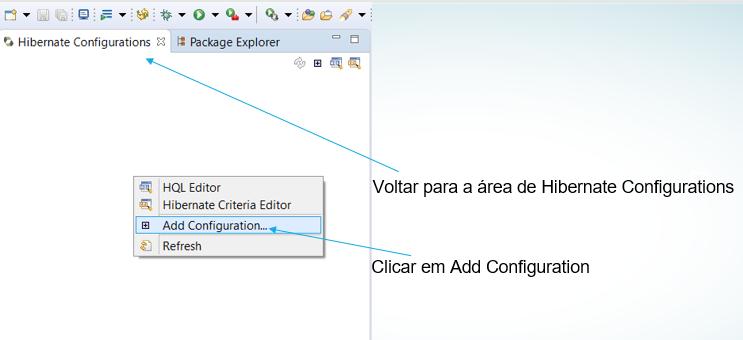 Hibernate Configurations
Package Explorer
Voltar para a área de Hibernate Configurations
HQL Editor
Hibernate Criteria Editor
Add Configuration...
Refresh
Clicar em Add Configuration